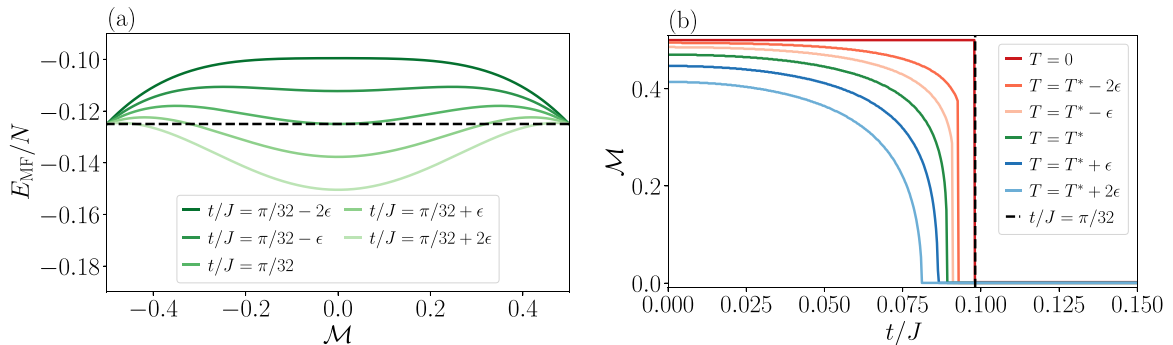 (a)
E_MF/N
−0.10
−0.12
−0.14
−0.16
−0.18
t/J = π/32 − 2ϵ
t/J = π/32 − ϵ
t/J = π/32
t/J = π/32 + ϵ
t/J = π/32 + 2ϵ
−0.4
−0.2
0.0
0.2
0.4
ℳ
(b)
ℳ
0.4
0.2
0.0
T = 0
T = T* − 2ϵ
T = T* − ϵ
T = T*
T = T* + ϵ
T = T* + 2ϵ
t/J = π/32
0.000
0.025
0.050
0.075
0.100
0.125
0.150
t/J